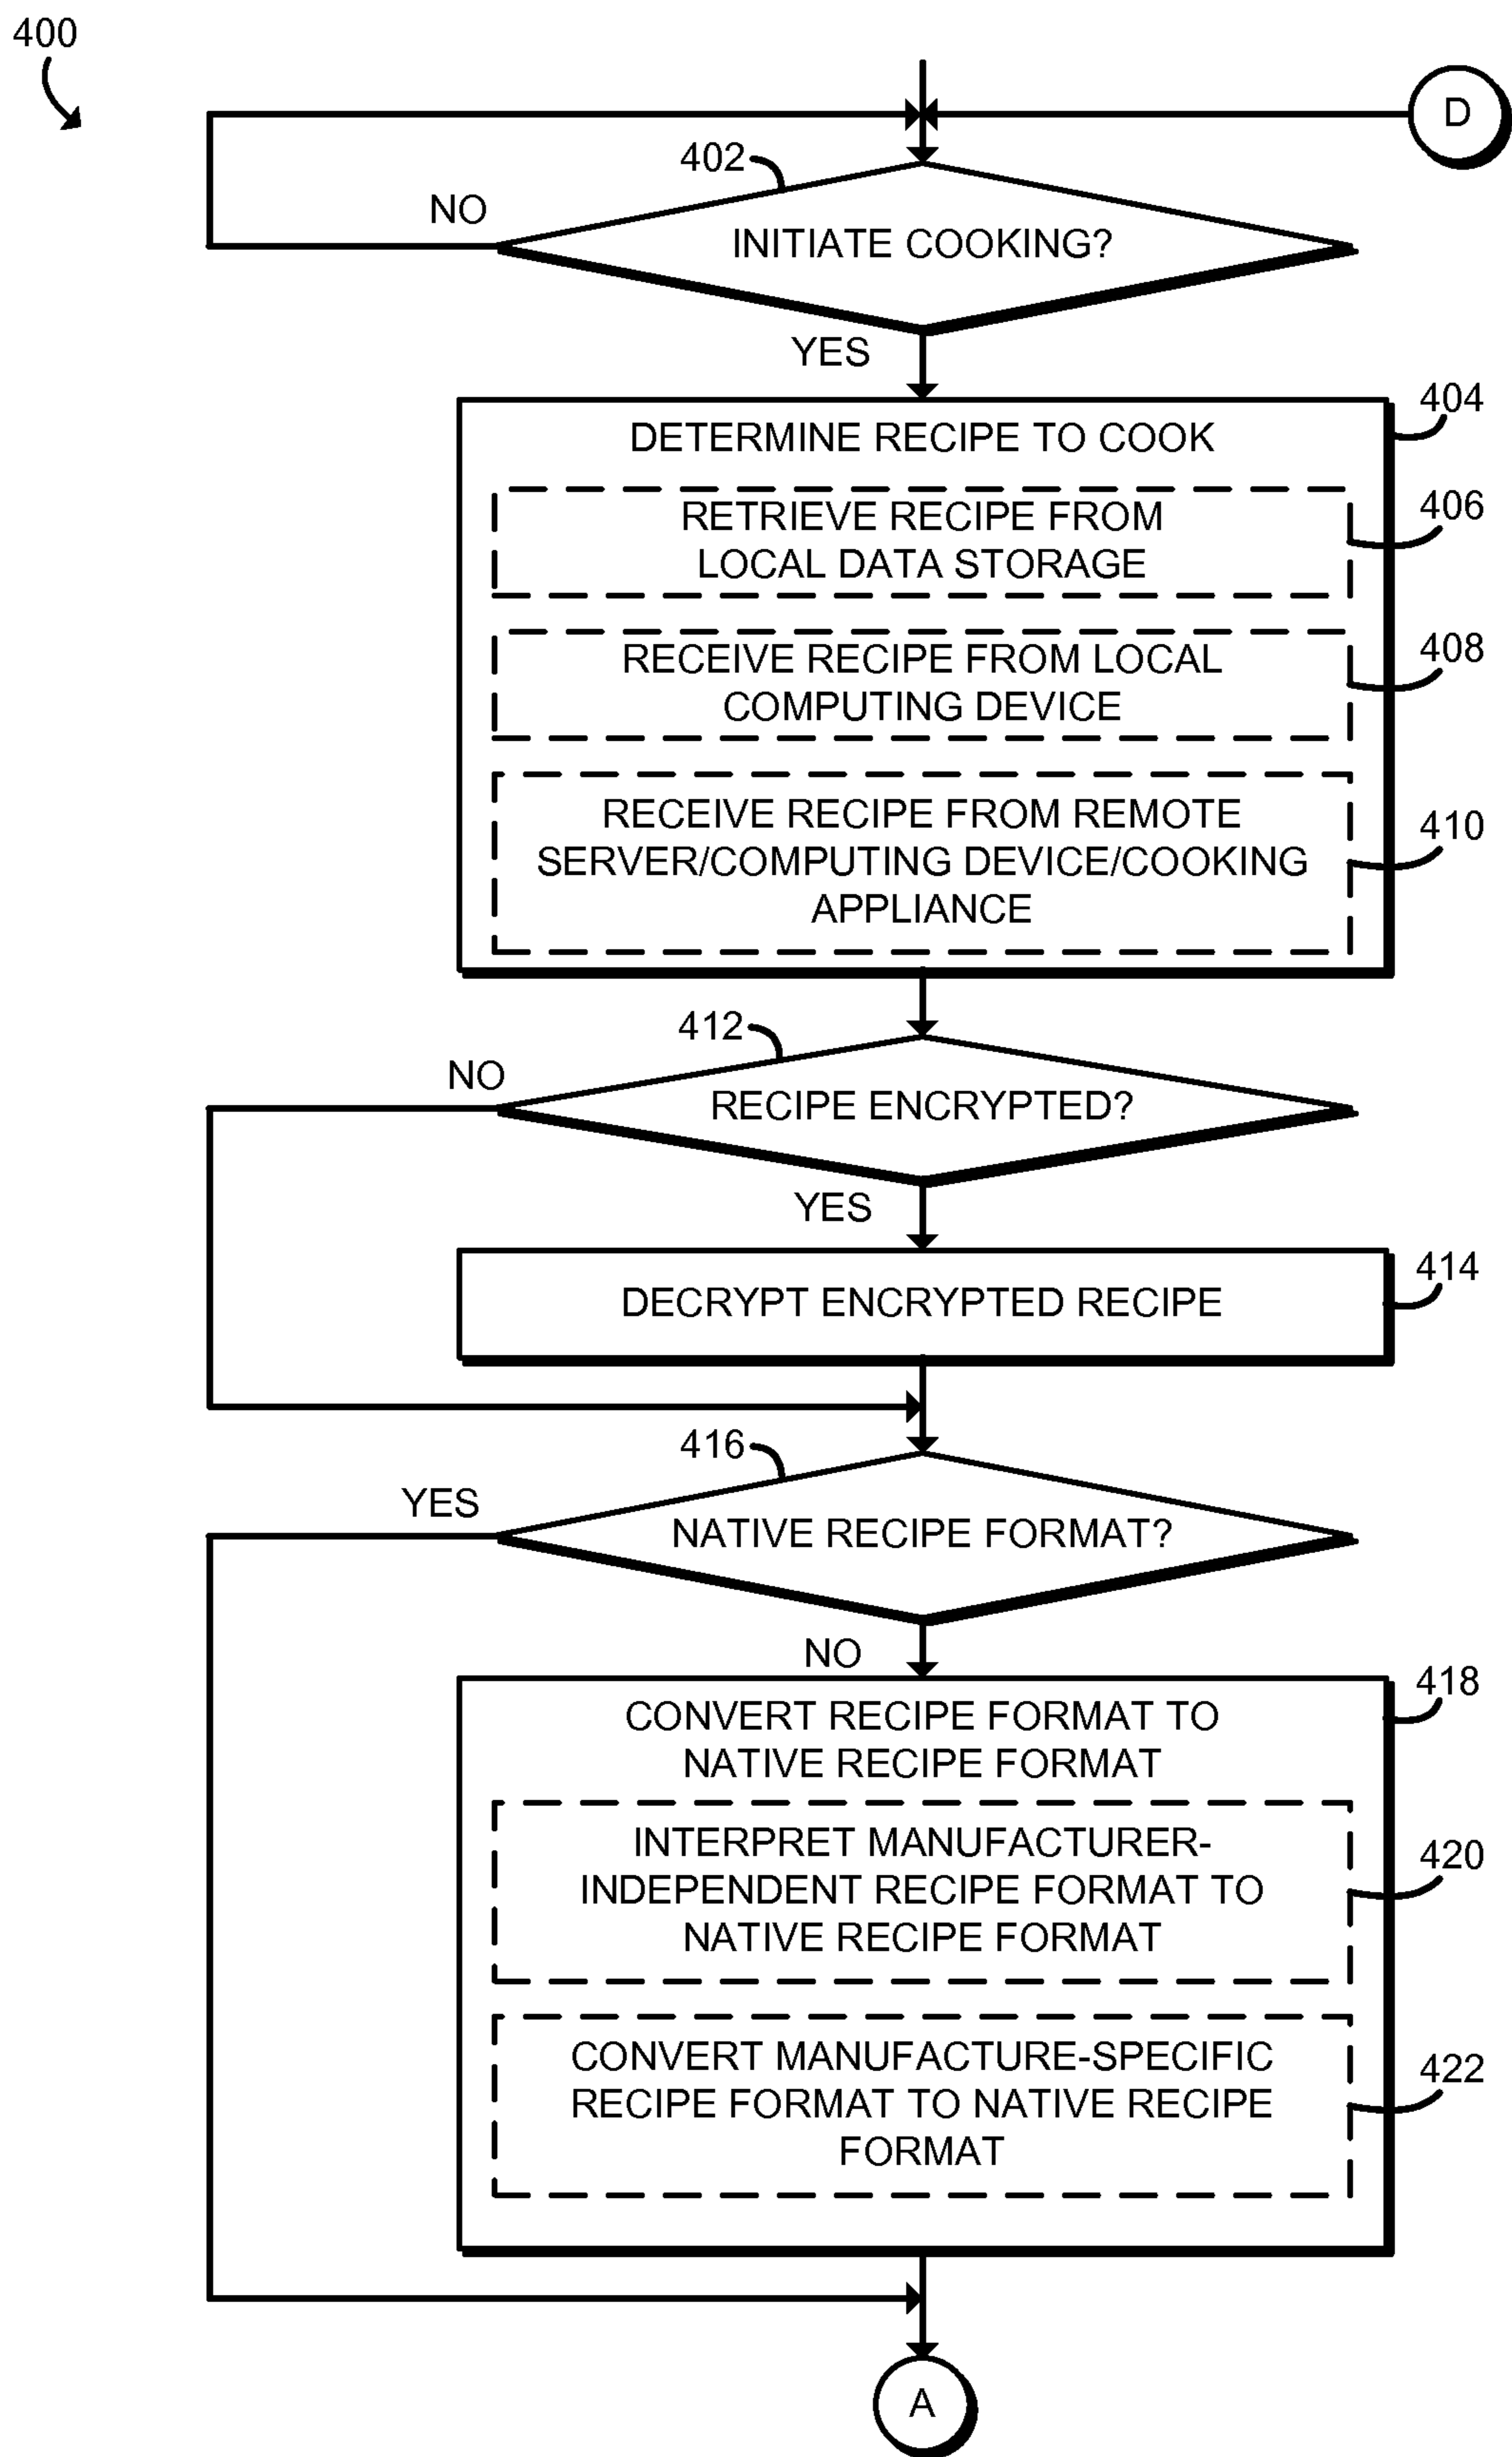 400
D
402
NO
INITIATE COOKING?
YES
404
DETERMINE RECIPE TO COOK
RETRIEVE RECIPE FROM
LOCAL DATA STORAGE
406
RECEIVE RECIPE FROM LOCAL
COMPUTING DEVICE
408
RECEIVE RECIPE FROM REMOTE
SERVER/COMPUTING DEVICE/COOKING
APPLIANCE
410
412
NO
RECIPE ENCRYPTED?
YES
DECRYPT ENCRYPTED RECIPE
414
416
YES
NATIVE RECIPE FORMAT?
NO
418
CONVERT RECIPE FORMAT TO
NATIVE RECIPE FORMAT
INTERPRET MANUFACTURER-
INDEPENDENT RECIPE FORMAT TO
NATIVE RECIPE FORMAT
420
CONVERT MANUFACTURE-SPECIFIC
RECIPE FORMAT TO NATIVE RECIPE
FORMAT
422
A